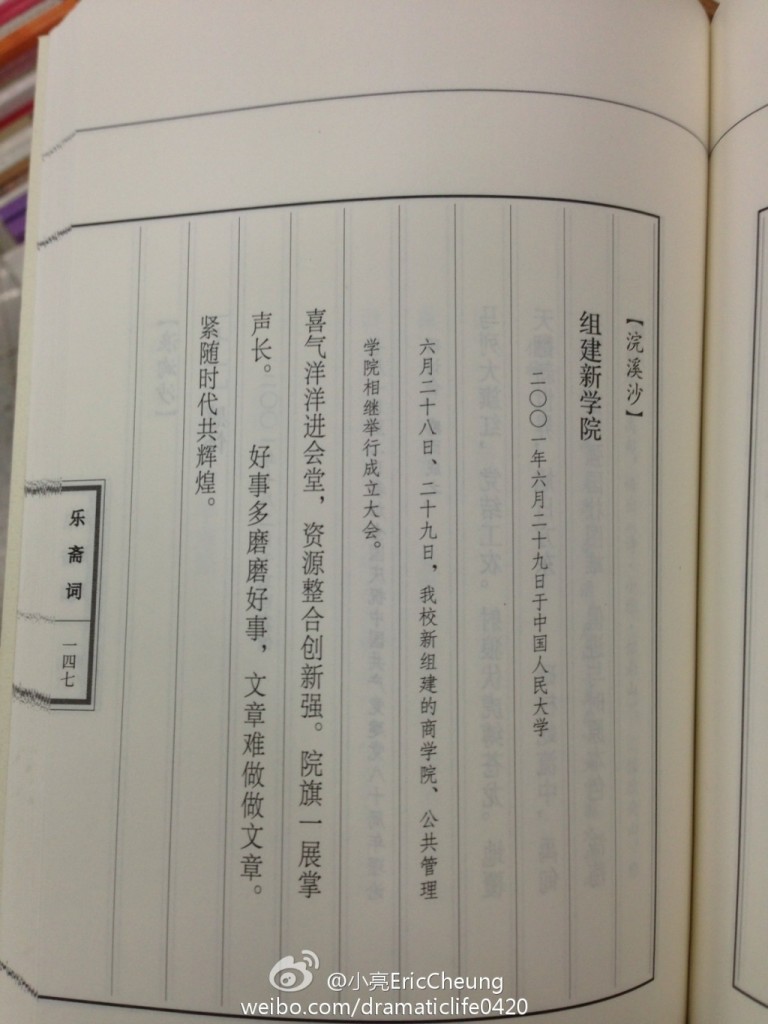 【浣溪沙】
组建新学院
二〇〇一年六月二十九日于中国人民大学
六月二十八日、二十九日，我校新组建的商学院、公共管理
学院相继举行成立大会。
喜气洋洋进会堂，资源整合创新强。院旗一展掌
声长。　　好事多磨磨好事，文章难做做文章。
紧随时代共辉煌。
乐斋词
一四七
@小亮EricCheung
weibo.com/dramaticlife0420